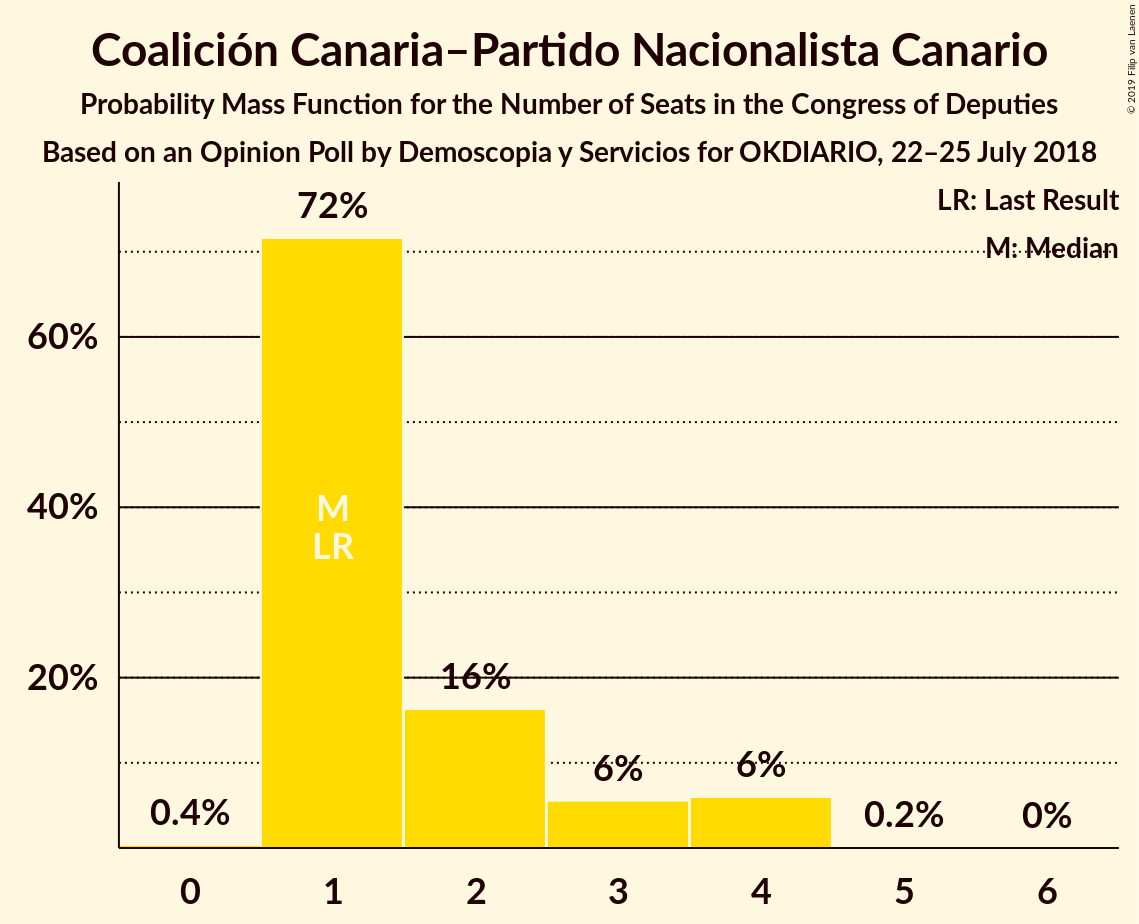 Coalición Canaria–Partido Nacionalista Canario
Probability Mass Function for the Number of Seats in the Congress of Deputies
Based on an Opinion Poll by Demoscopia y Servicios for OKDIARIO, 22–25 July 2018
© 2019 Filip van Laenen
LR: Last Result
M: Median
72%
60%
40%
M
LR
20%
16%
6%
6%
0.4%
0.2%
0%
0 1 2 3 4 5 6